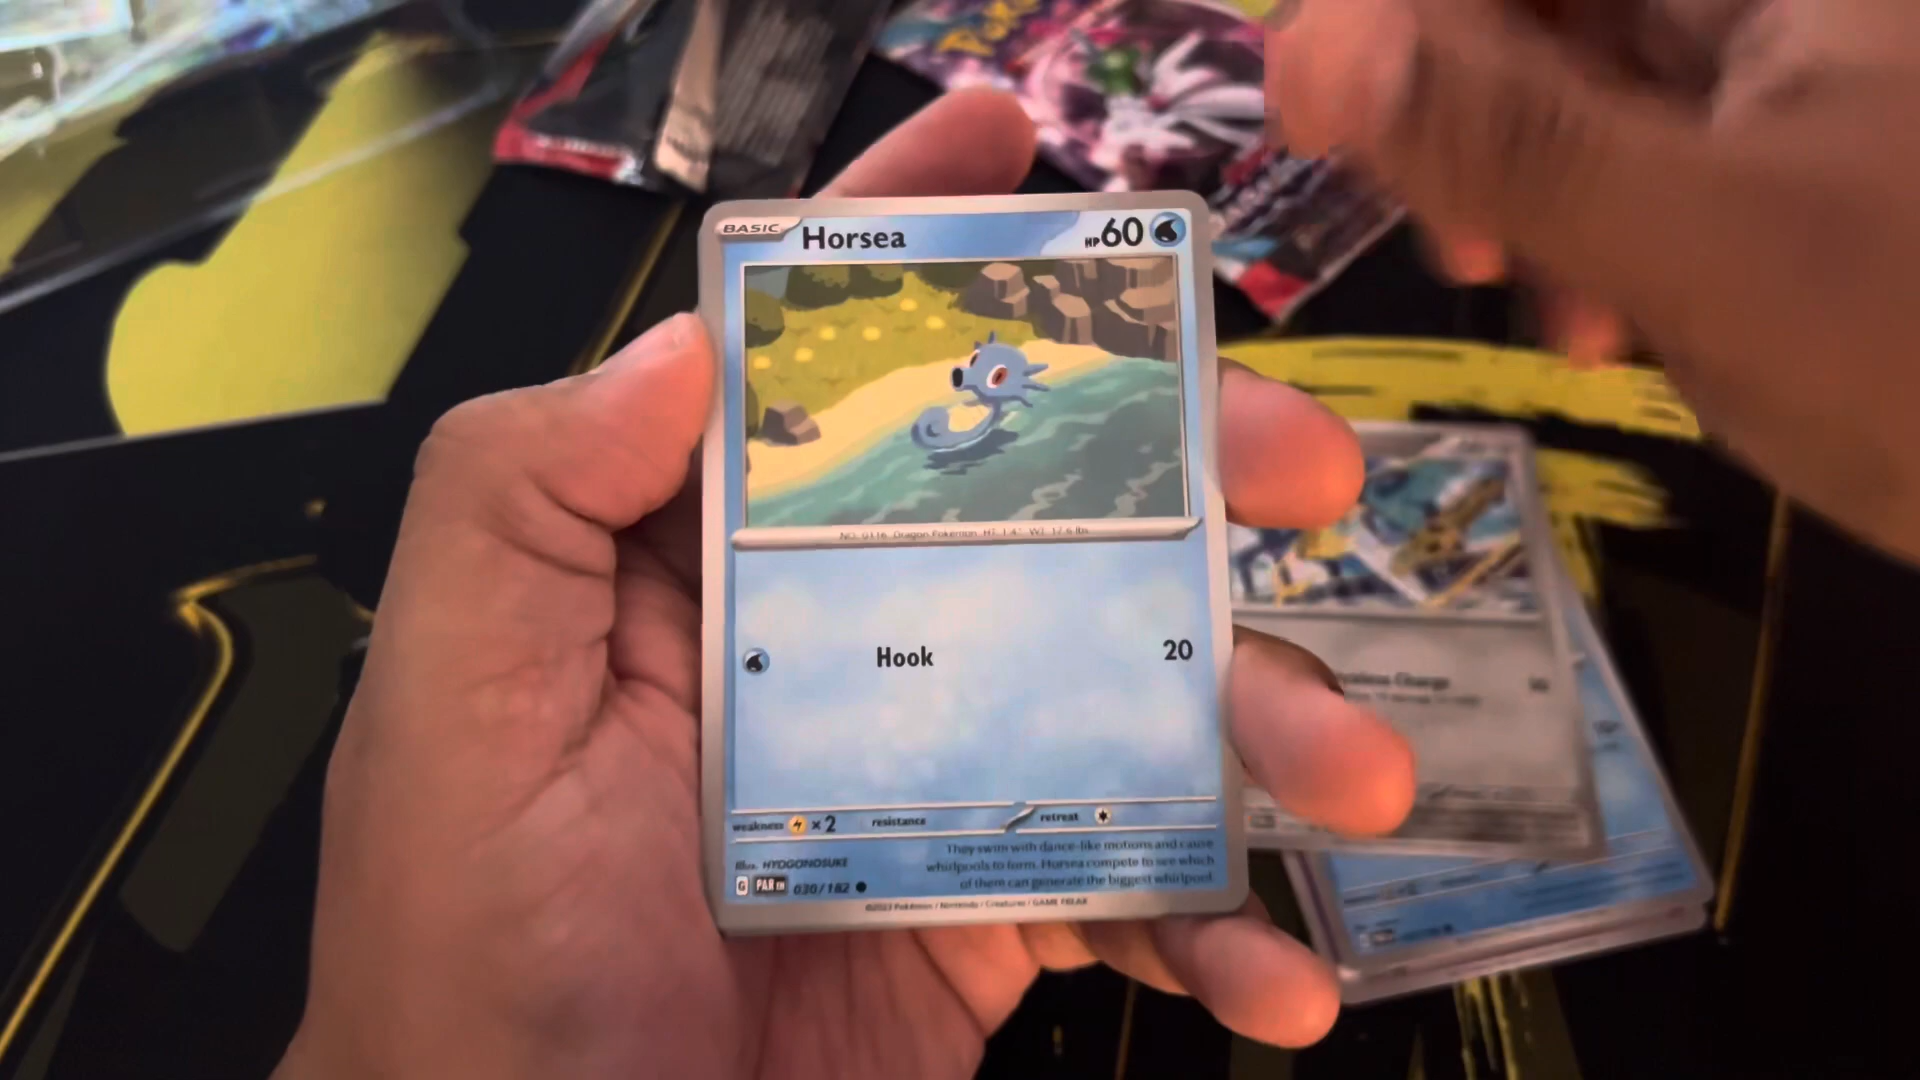 BASIC Horsea HP 60
NO. 0116 Dragon Pokémon HT: 1'4" WT: 17.6 lbs.
Hook 20
weakness ×2 resistance retreat
Illus. HYOGONOSUKE
They swim with dance-like motions and cause
whirlpools to form. Horsea compete to see which
of them can generate the biggest whirlpool.
G PAR EN 030/182
©2023 Pokémon / Nintendo / Creatures / GAME FREAK